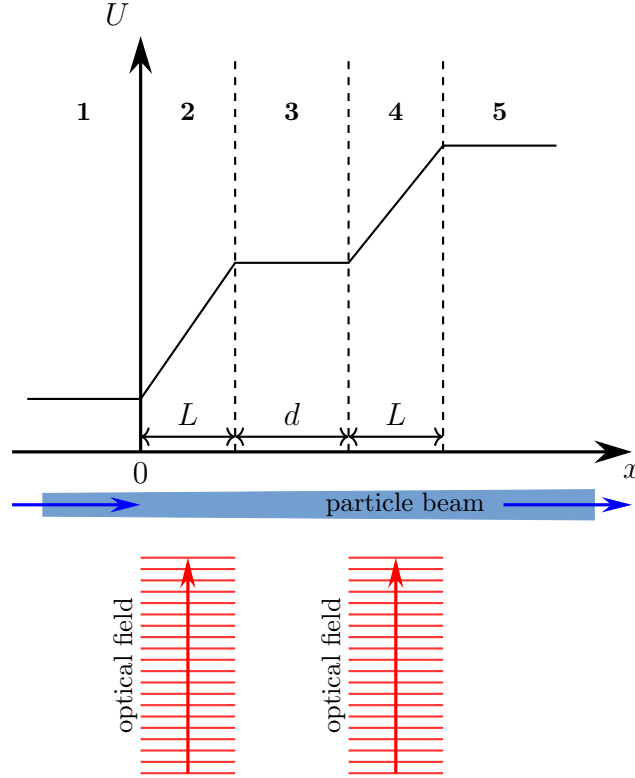 U
1 2 3 4 5
L d L
0 x
particle beam
optical field optical field